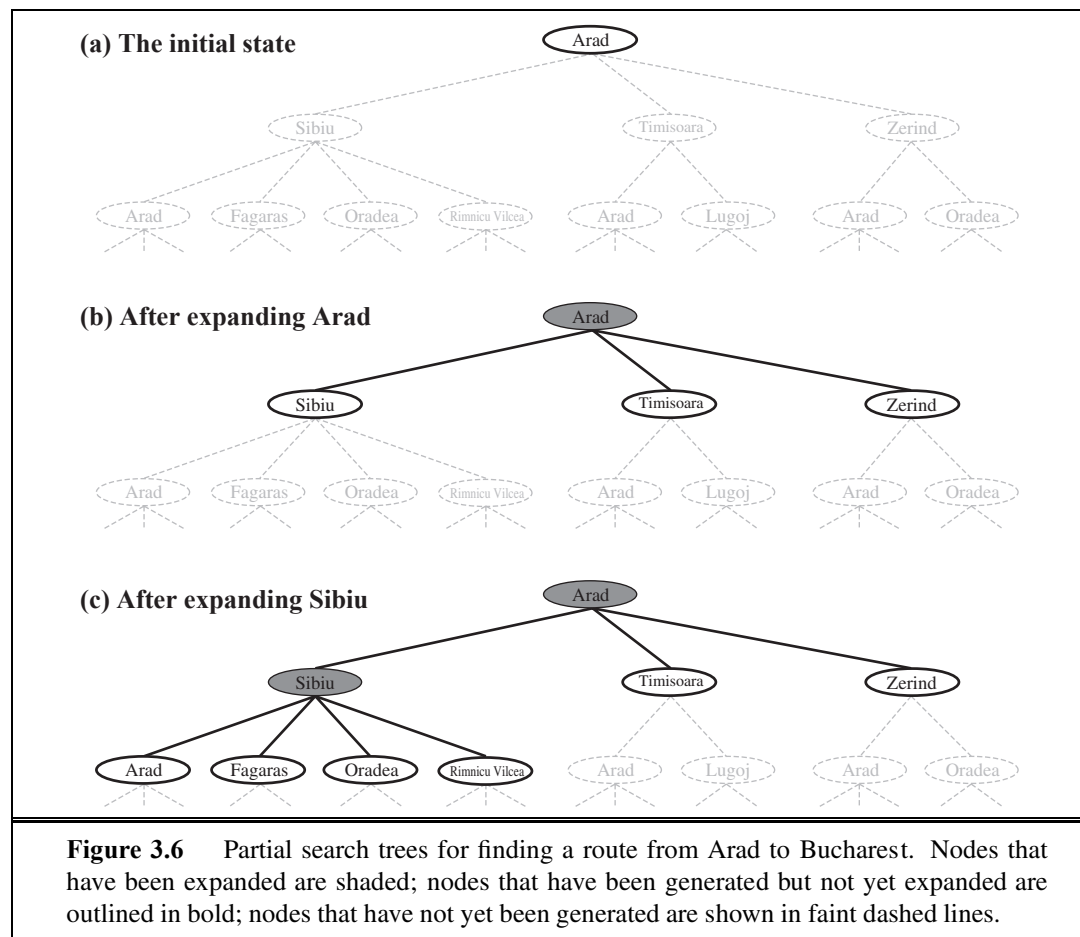 (a) The initial state
Arad
Sibiu Timisoara Zerind
Arad Fagaras Oradea Rimnicu Vilcea Arad Lugoj Arad Oradea
(b) After expanding Arad
Arad
Sibiu Timisoara Zerind
Arad Fagaras Oradea Rimnicu Vilcea Arad Lugoj Arad Oradea
(c) After expanding Sibiu
Arad
Sibiu Timisoara Zerind
Arad Fagaras Oradea Rimnicu Vilcea Arad Lugoj Arad Oradea
Figure 3.6 Partial search trees for finding a route from Arad to Bucharest. Nodes that
have been expanded are shaded; nodes that have been generated but not yet expanded are
outlined in bold; nodes that have not yet been generated are shown in faint dashed lines.